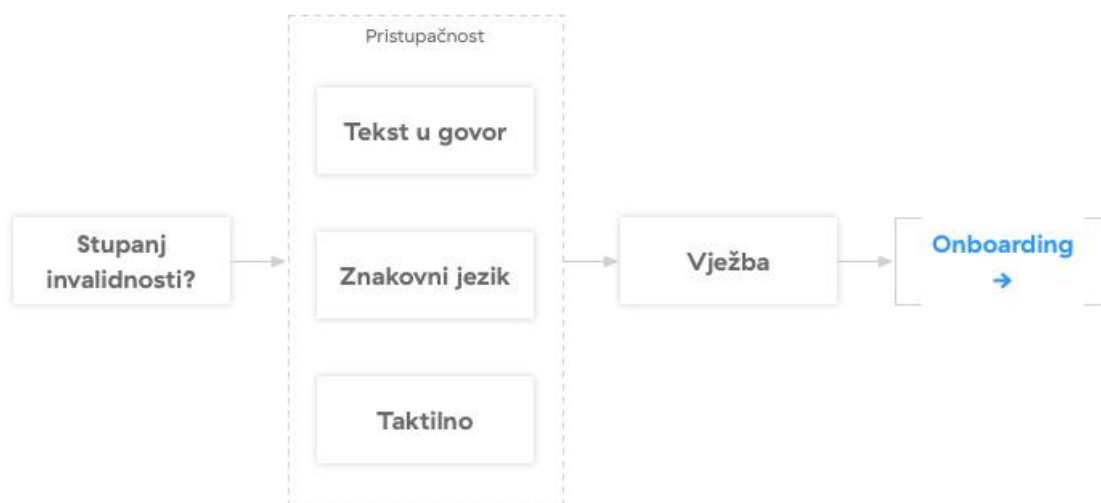 Pristupačnost
Tekst u govor
Stupanj
invalidnosti?
Znakovni jezik
Taktilno
Vježba
Onboarding
→